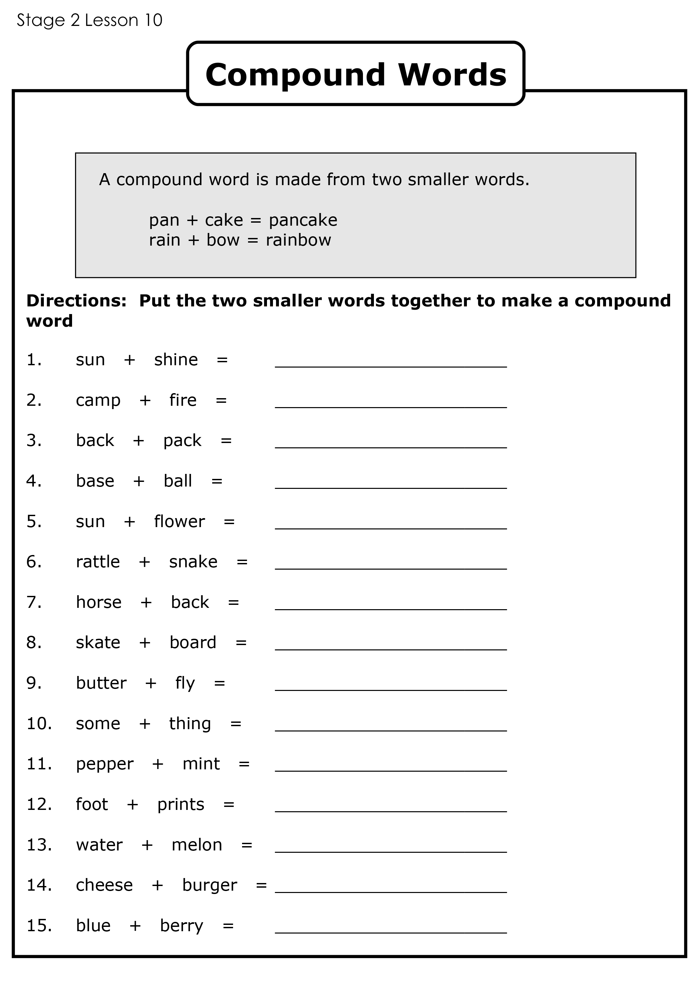 Stage 2 Lesson 10
Compound Words
A compound word is made from two smaller words.
pan + cake = pancake
rain + bow = rainbow
Directions: Put the two smaller words together to make a compound
word
1. sun + shine = ____________________
2. camp + fire = ____________________
3. back + pack = ____________________
4. base + ball = ____________________
5. sun + flower = ____________________
6. rattle + snake = ____________________
7. horse + back = ____________________
8. skate + board = ____________________
9. butter + fly = ____________________
10. some + thing = ____________________
11. pepper + mint = ____________________
12. foot + prints = ____________________
13. water + melon = ____________________
14. cheese + burger = ____________________
15. blue + berry = ____________________